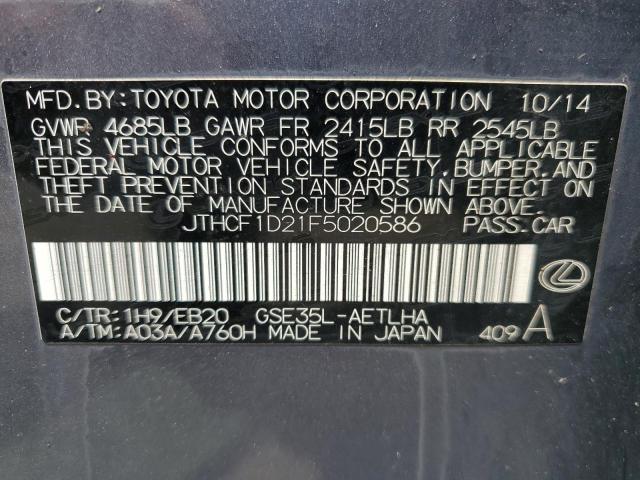 MFD. BY: TOYOTA MOTOR CORPORATION 10/14
GVWR 4685LB GAWR FR 2415LB RR 2545LB
THIS VEHICLE CONFORMS TO ALL APPLICABLE
FEDERAL MOTOR VEHICLE SAFETY, BUMPER, AND
THEFT PREVENTION STANDARDS IN EFFECT ON
THE DATE OF MANUFACTURE SHOWN ABOVE.
JTHCF1D21F5020586 PASS. CAR
C/TR: 1H9/EB20 GSE35L-AETLHA
A/TM: A03A/A760H MADE IN JAPAN 409 A